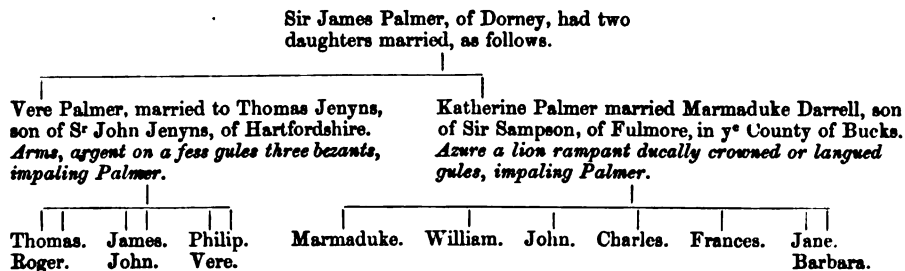 Sir James Palmer, of Dorney, had two
daughters married, as follows.
Vere Palmer, married to Thomas Jenyns,
son of Sr John Jenyns, of Hartfordshire.
Arms, argent on a fess gules three bezants,
impaling Palmer.
Katherine Palmer married Marmaduke Darrell, son
of Sir Sampson, of Fulmore, in ye County of Bucks.
Azure a lion rampant ducally crowned or langued
gules, impaling Palmer.
Thomas. James. Philip.
Roger. John. Vere.
Marmaduke. William. John. Charles. Frances. Jane.
Barbara.